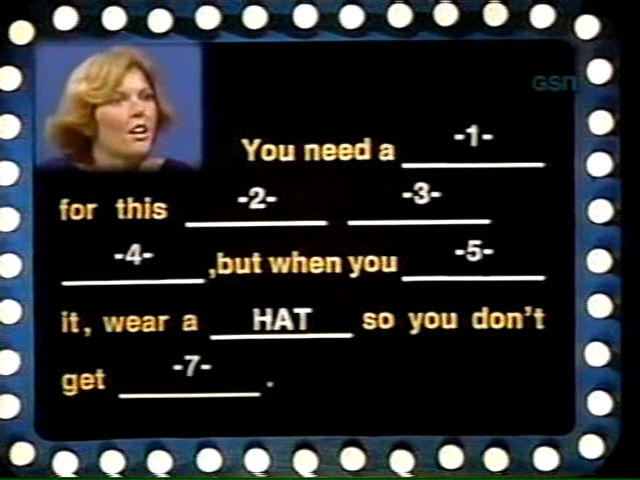 GSN
You need a -1-
for this -2- -3-
-4- ,but when you -5-
it, wear a HAT so you don't
get -7- .